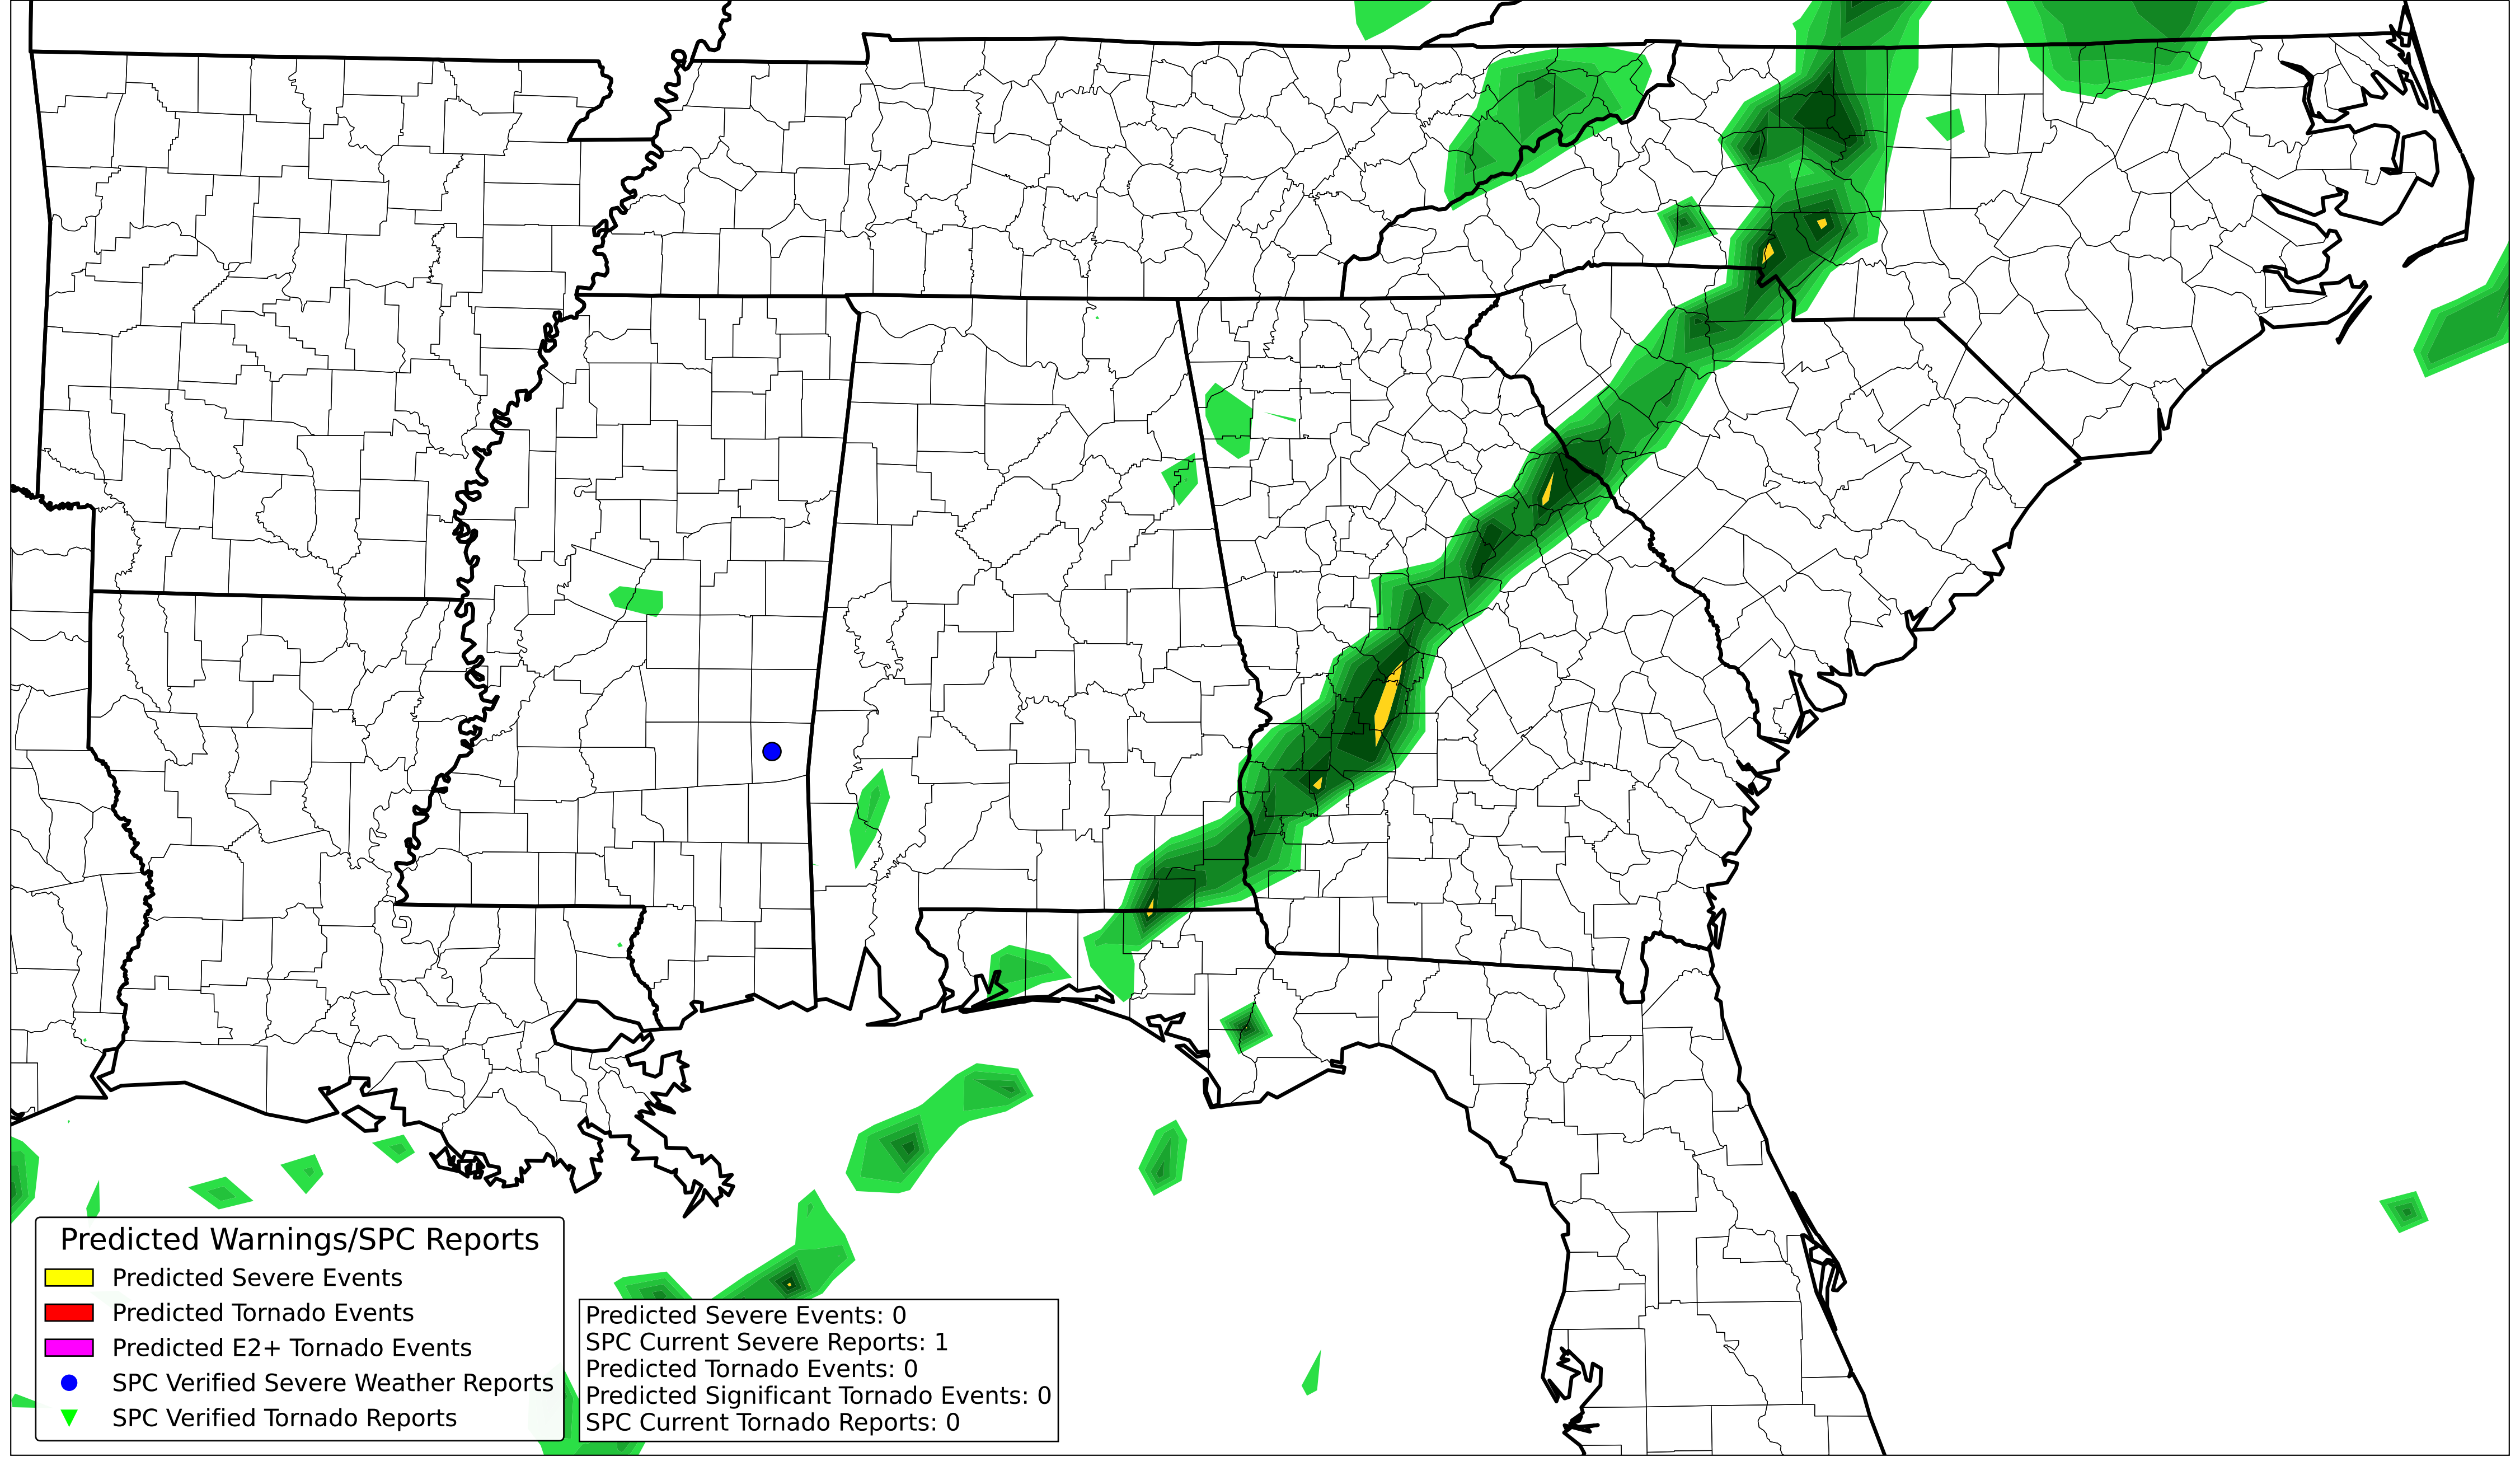 Predicted Warnings/SPC Reports
Predicted Severe Events
Predicted Tornado Events
Predicted E2+ Tornado Events
SPC Verified Severe Weather Reports
SPC Verified Tornado Reports
Predicted Severe Events: 0
SPC Current Severe Reports: 1
Predicted Tornado Events: 0
Predicted Significant Tornado Events: 0
SPC Current Tornado Reports: 0